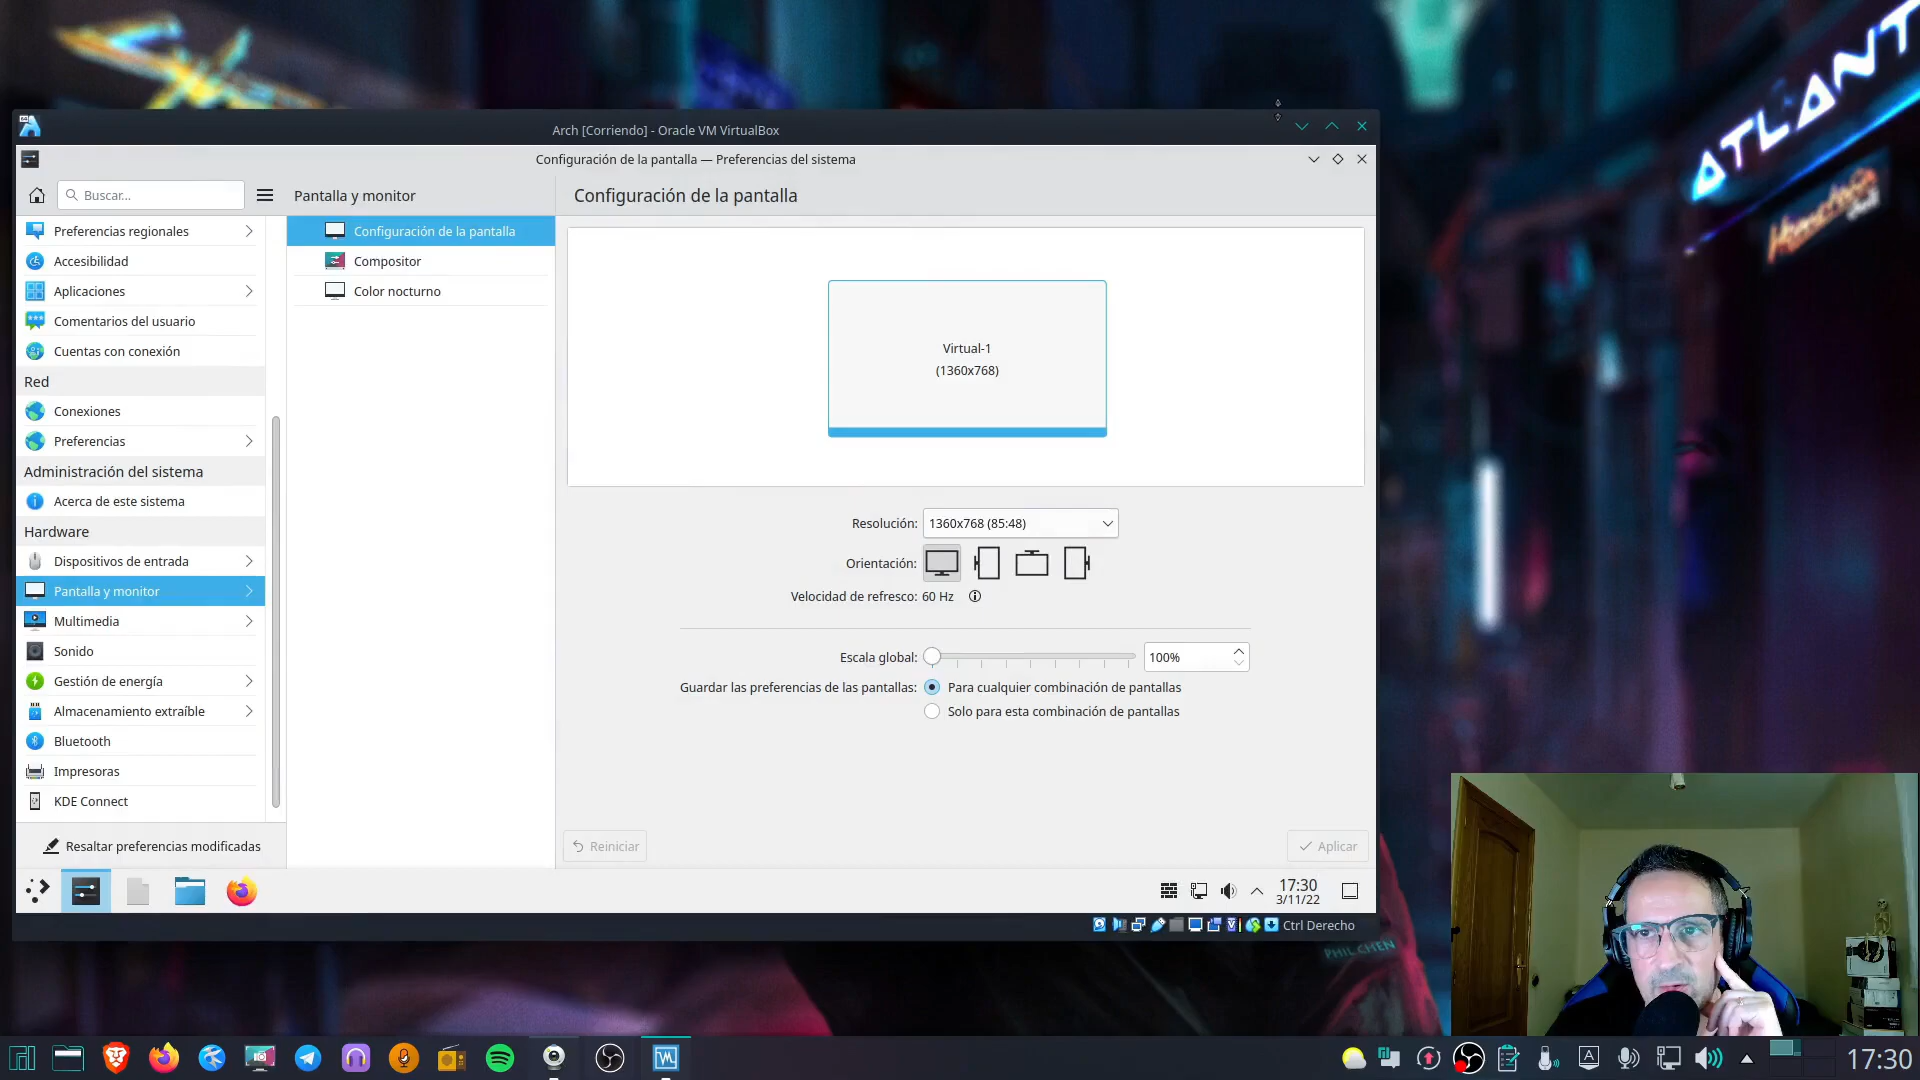 ATLANT
Arch [Corriendo] - Oracle VM VirtualBox
Configuración de la pantalla — Preferencias del sistema
Buscar...
Pantalla y monitor
Configuración de la pantalla
Preferencias regionales
Accesibilidad
Aplicaciones
Comentarios del usuario
Cuentas con conexión
Red
Conexiones
Preferencias
Administración del sistema
Acerca de este sistema
Hardware
Dispositivos de entrada
Pantalla y monitor
Multimedia
Sonido
Gestión de energía
Almacenamiento extraíble
Bluetooth
Impresoras
KDE Connect
Resaltar preferencias modificadas
Configuración de la pantalla
Compositor
Color nocturno
Virtual-1
(1360x768)
Resolución: 1360x768 (85:48)
Orientación:
Velocidad de refresco: 60 Hz
Escala global: 100%
Guardar las preferencias de las pantallas: Para cualquier combinación de pantallas
Solo para esta combinación de pantallas
Reiniciar
Aplicar
17:30
3/11/22
Ctrl Derecho
PHIL CHEN
17:30